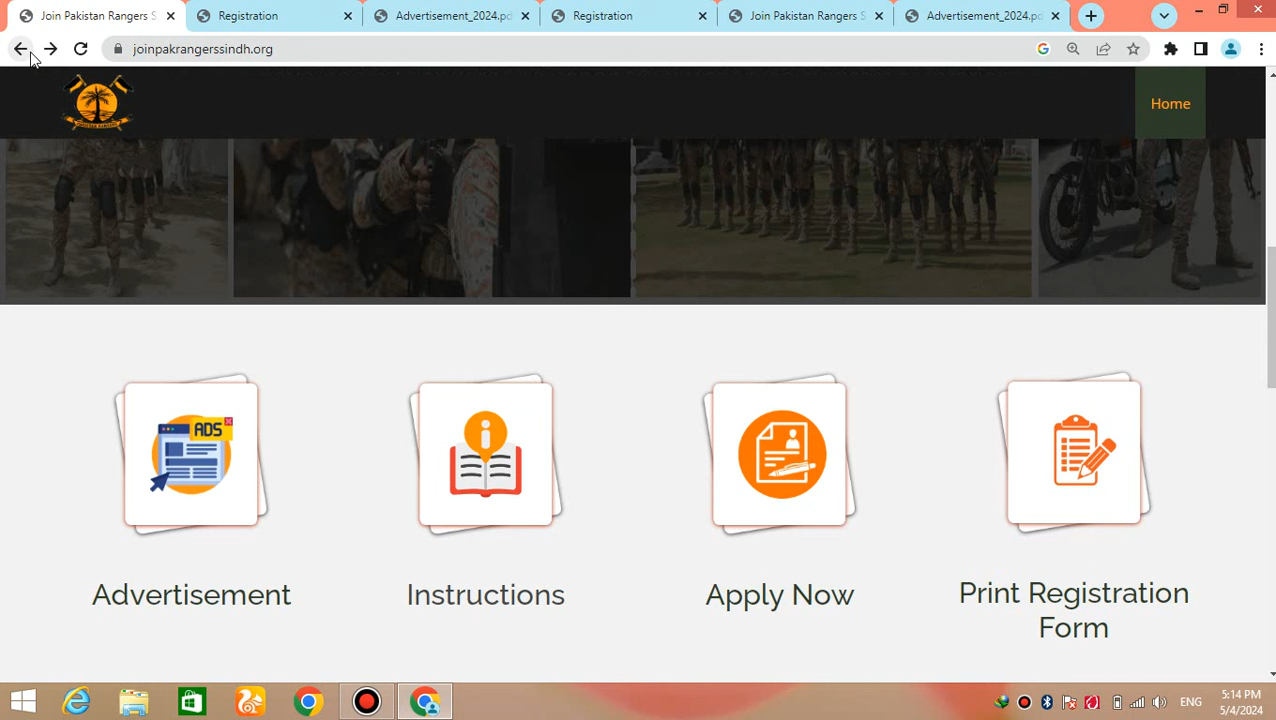 Join Pakistan Rangers S
Registration
Advertisement_2024.pd
Registration
Join Pakistan Rangers S
Advertisement_2024.pd
joinpakrangerssindh.org
Home
ADS
Advertisement
Instructions
Apply Now
Print Registration
Form
ENG
5:14 PM
5/4/2024